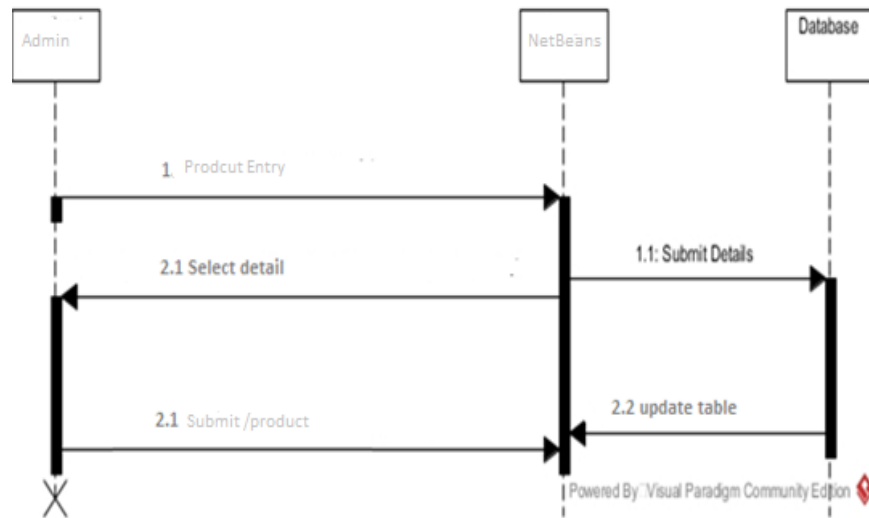 Admin
NetBeans
Database
1. Prodcut Entry
1.1: Submit Details
2.1 Select detail
2.2 update table
2.1 Submit /product
Powered By Visual Paradigm Community Edition